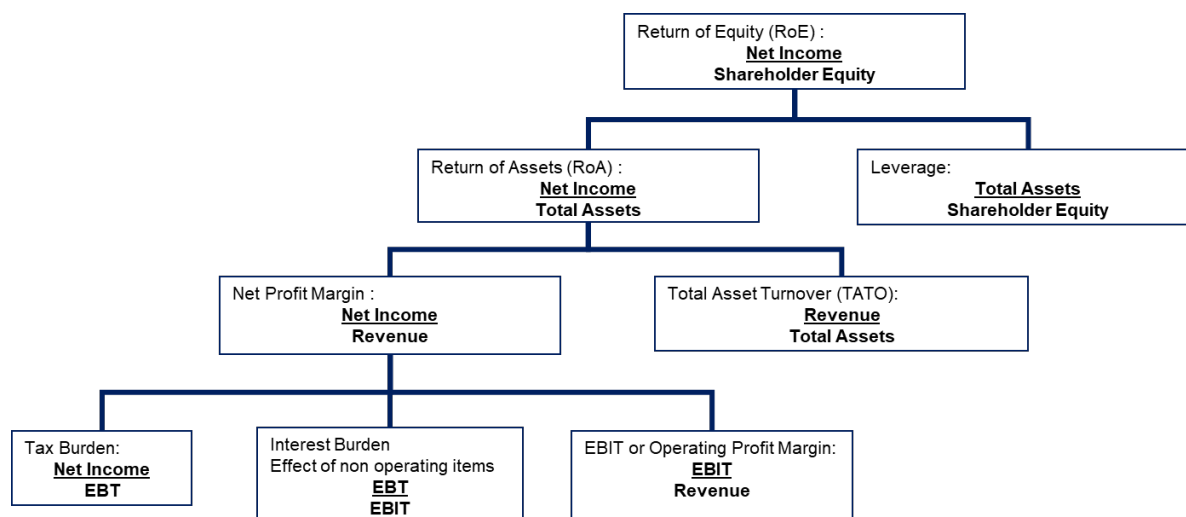 Return of Equity (RoE) :
Net Income
Shareholder Equity
Return of Assets (RoA) :
Net Income
Total Assets
Leverage:
Total Assets
Shareholder Equity
Net Profit Margin :
Net Income
Revenue
Total Asset Turnover (TATO):
Revenue
Total Assets
Tax Burden:
Net Income
EBT
Interest Burden
Effect of non operating items
EBT
EBIT
EBIT or Operating Profit Margin:
EBIT
Revenue